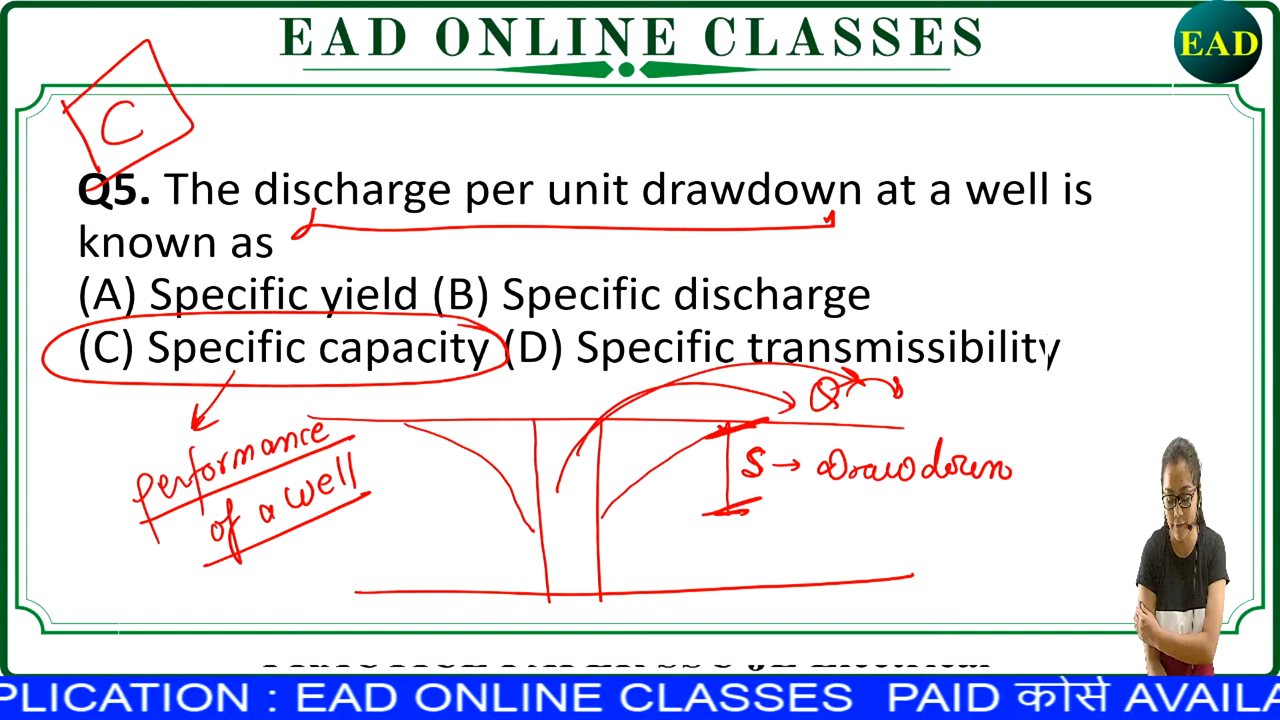 EAD ONLINE CLASSES
EAD
C
Q5. The discharge per unit drawdown at a well is
known as
(A) Specific yield (B) Specific discharge
(C) Specific capacity (D) Specific transmissibility
Q
S → Drawdown
Performance
of a well
PLICATION : EAD ONLINE CLASSES PAID कोर्स AVAILA